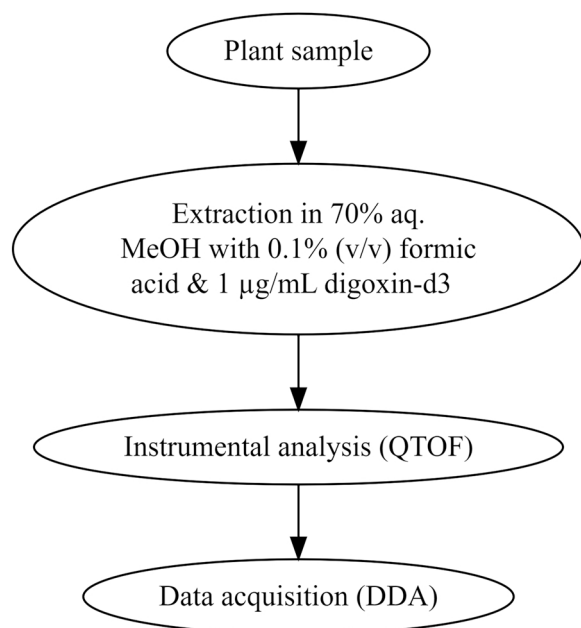 Plant sample
Extraction in 70% aq.
MeOH with 0.1% (v/v) formic
acid & 1 µg/mL digoxin-d3
Instrumental analysis (QTOF)
Data acquisition (DDA)